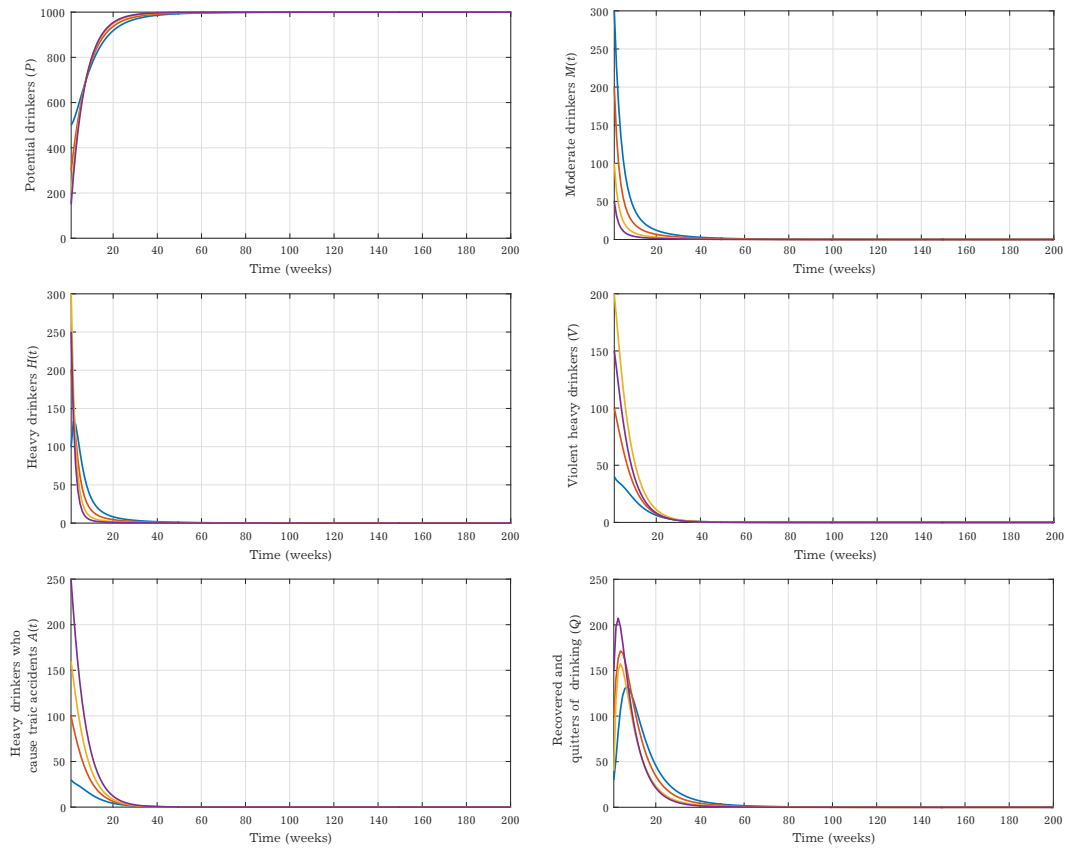 1000
800
600
400
200
0
Potential drinkers (P)
20 40 60 80 100 120 140 160 180 200
Time (weeks)
300
250
200
150
100
50
0
Moderate drinkers M(t)
20 40 60 80 100 120 140 160 180 200
Time (weeks)
300
250
200
150
100
50
0
Heavy drinkers H(t)
20 40 60 80 100 120 140 160 180 200
Time (weeks)
200
150
100
50
0
Violent heavy drinkers (V)
20 40 60 80 100 120 140 160 180 200
Time (weeks)
250
200
150
100
50
0
Heavy drinkers who
cause traic accidents A(t)
20 40 60 80 100 120 140 160 180 200
Time (weeks)
250
200
150
100
50
0
Recovered and
quitters of drinking (Q)
20 40 60 80 100 120 140 160 180 200
Time (weeks)